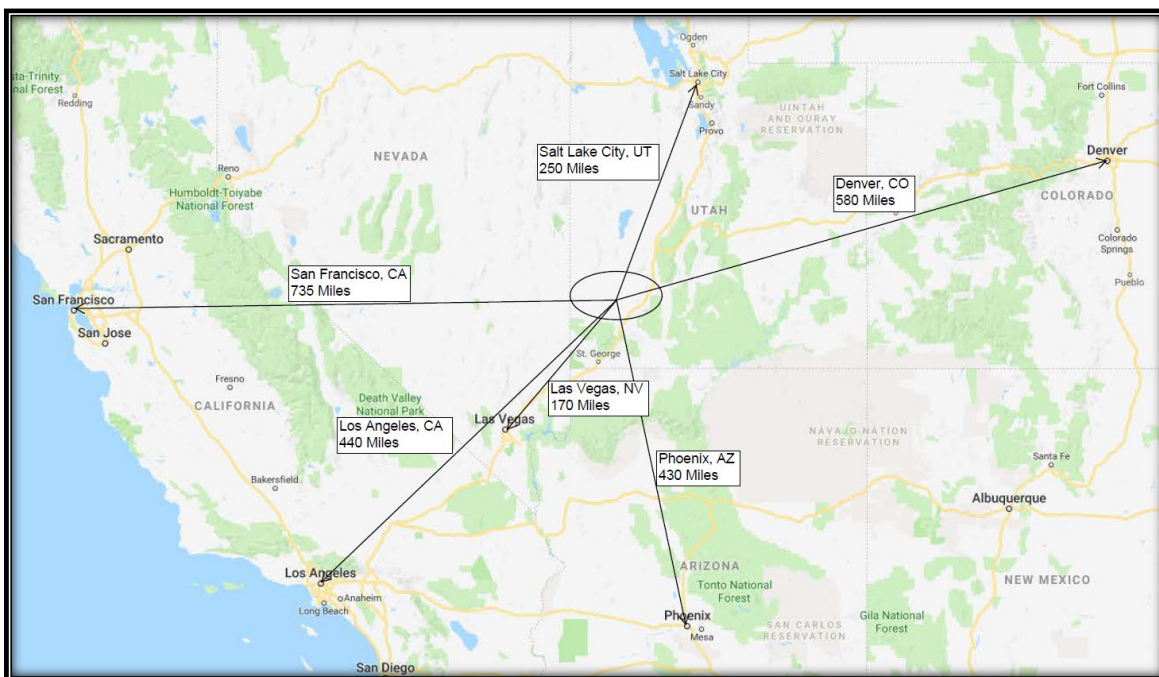 Ogden
Salt Lake City
Sandy
Provo
UINTAH
AND OURAY
RESERVATION
Fort Collins
Denver
COLORADO
Colorado
Springs
Pueblo
Redding
NEVADA
Reno
Humboldt-Toiyabe
National Forest
Salt Lake City, UT
250 Miles
Denver, CO
580 Miles
UTAH
Sacramento
San Francisco, CA
735 Miles
San Francisco
San Jose
St. George
Fresno
CALIFORNIA
Death Valley
National Park
Las Vegas, NV
170 Miles
Las Vegas
Los Angeles, CA
440 Miles
NAVAJO NATION
RESERVATION
Phoenix, AZ
430 Miles
Santa Fe
Albuquerque
Bakersfield
Los Angeles
Anaheim
Long Beach
ARIZONA
Tonto National
Forest
NEW MEXICO
Phoenix
Mesa
SAN CARLOS
RESERVATION
Gila National
Forest
San Diego